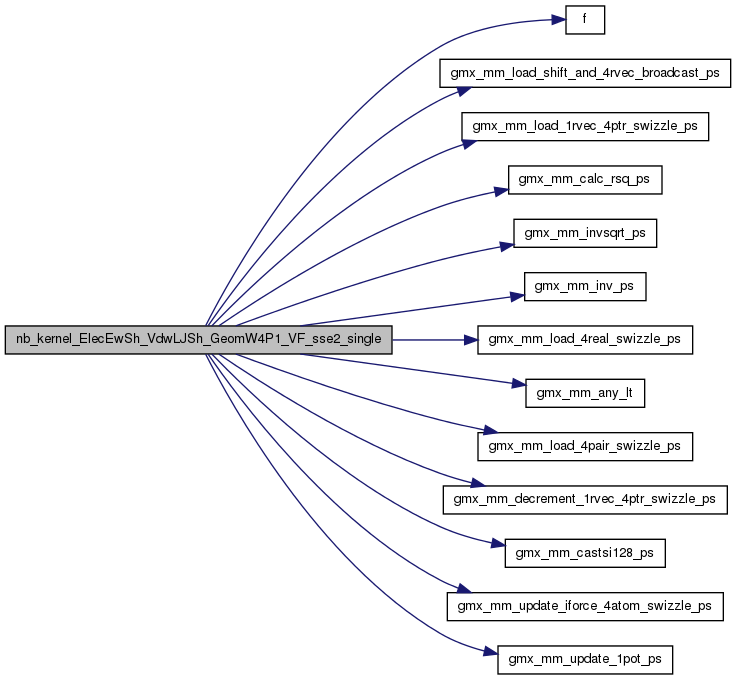 f
gmx_mm_load_shift_and_4rvec_broadcast_ps
gmx_mm_load_1rvec_4ptr_swizzle_ps
gmx_mm_calc_rsq_ps
gmx_mm_invsqrt_ps
gmx_mm_inv_ps
nb_kernel_ElecEwSh_VdwLJSh_GeomW4P1_VF_sse2_single
gmx_mm_load_4real_swizzle_ps
gmx_mm_any_lt
gmx_mm_load_4pair_swizzle_ps
gmx_mm_decrement_1rvec_4ptr_swizzle_ps
gmx_mm_castsi128_ps
gmx_mm_update_iforce_4atom_swizzle_ps
gmx_mm_update_1pot_ps